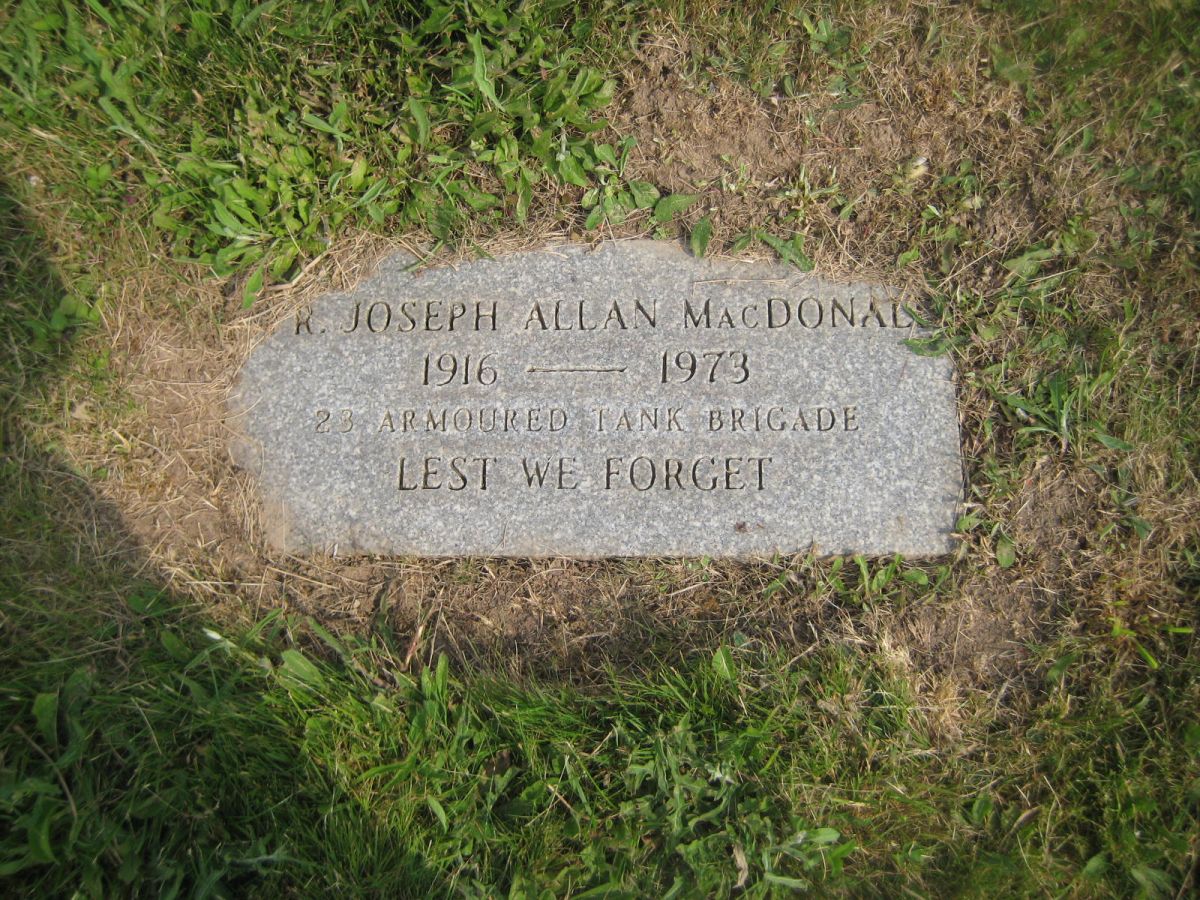 R. JOSEPH ALLAN MACDONAL
1916 — 1973
23 ARMOURED TANK BRIGADE
LEST WE FORGET